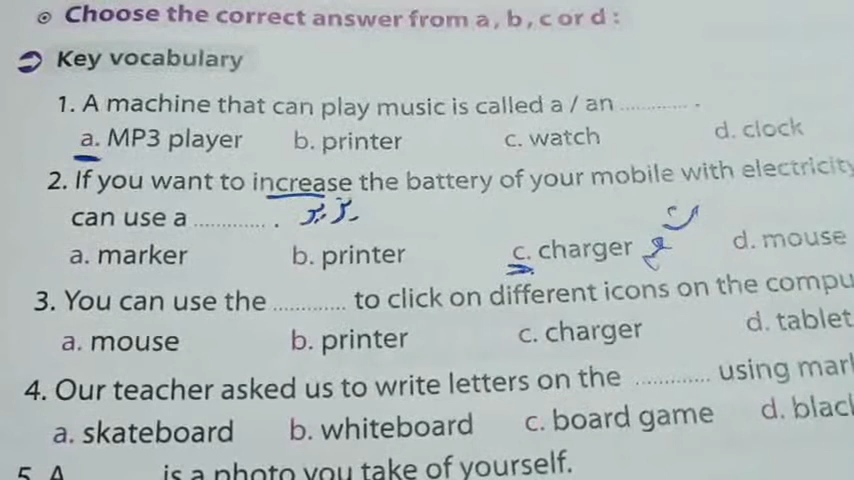 Choose the correct answer from a, b, c or d :
Key vocabulary
1. A machine that can play music is called a / an ............ .
a. MP3 player b. printer c. watch d. clock
2. If you want to increase the battery of your mobile with electricity
can use a ............. .
a. marker b. printer c. charger d. mouse
3. You can use the ............ to click on different icons on the compu
a. mouse b. printer c. charger d. tablet
4. Our teacher asked us to write letters on the ............. using mar
a. skateboard b. whiteboard c. board game d. blac
5. A is a photo you take of yourself.